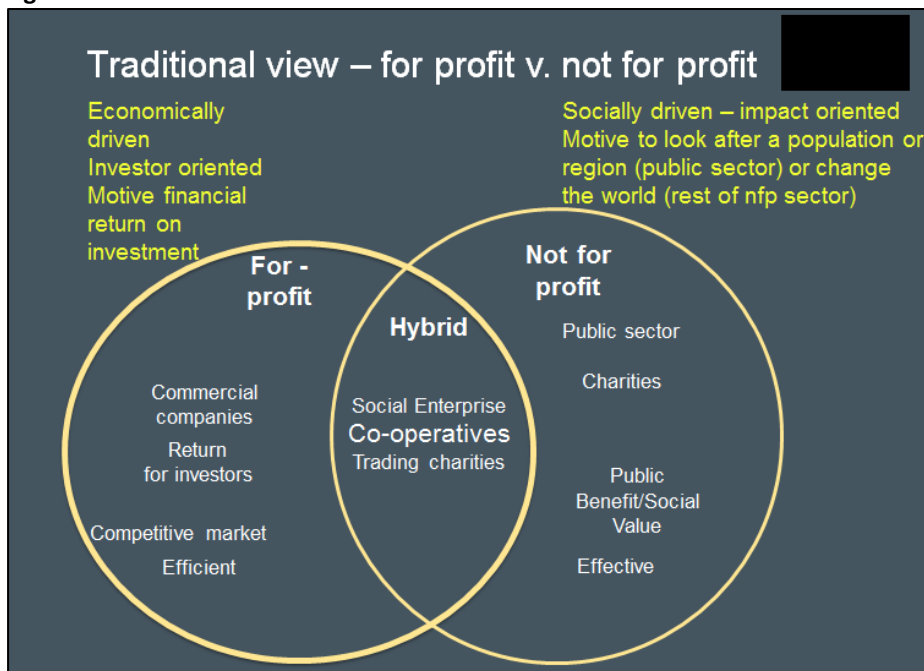 Traditional view – for profit v. not for profit
Economically
driven
Investor oriented
Motive financial
return on
investment
Socially driven – impact oriented
Motive to look after a population or
region (public sector) or change
the world (rest of nfp sector)
For -
profit
Commercial
companies
Return
for investors
Competitive market
Efficient
Hybrid
Social Enterprise
Co-operatives
Trading charities
Not for
profit
Public sector
Charities
Public
Benefit/Social
Value
Effective